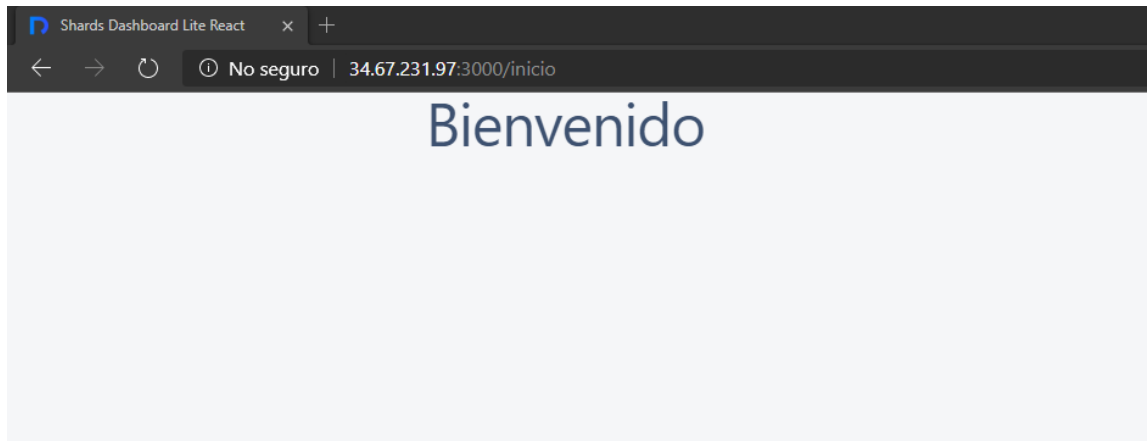 Shards Dashboard Lite React
No seguro | 34.67.231.97:3000/inicio
Bienvenido